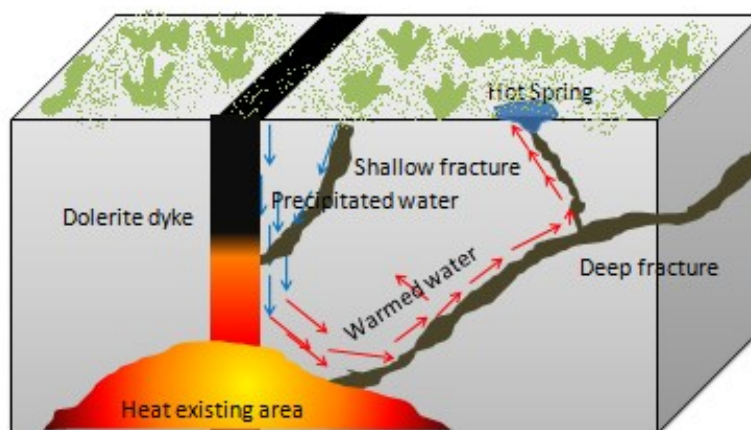 Hot Spring
Shallow fracture
Precipitated water
Dolerite dyke
Deep fracture
Warmed water
Heat existing area